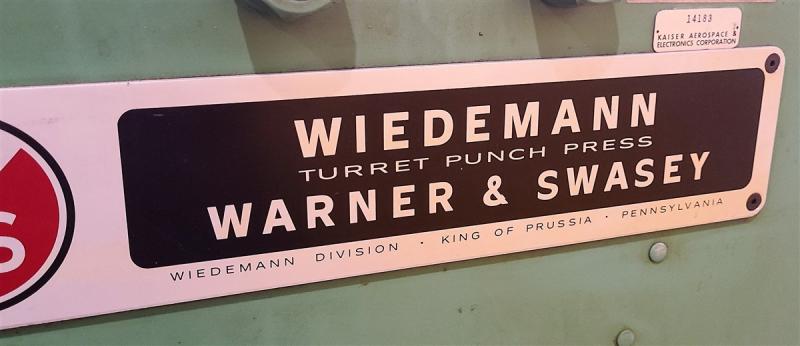 14183
KAISER AEROSPACE &
ELECTRONICS CORPORATION
WIEDEMANN
TURRET PUNCH PRESS
WARNER & SWASEY
WIEDEMANN DIVISION · KING OF PRUSSIA · PENNSYLVANIA
S